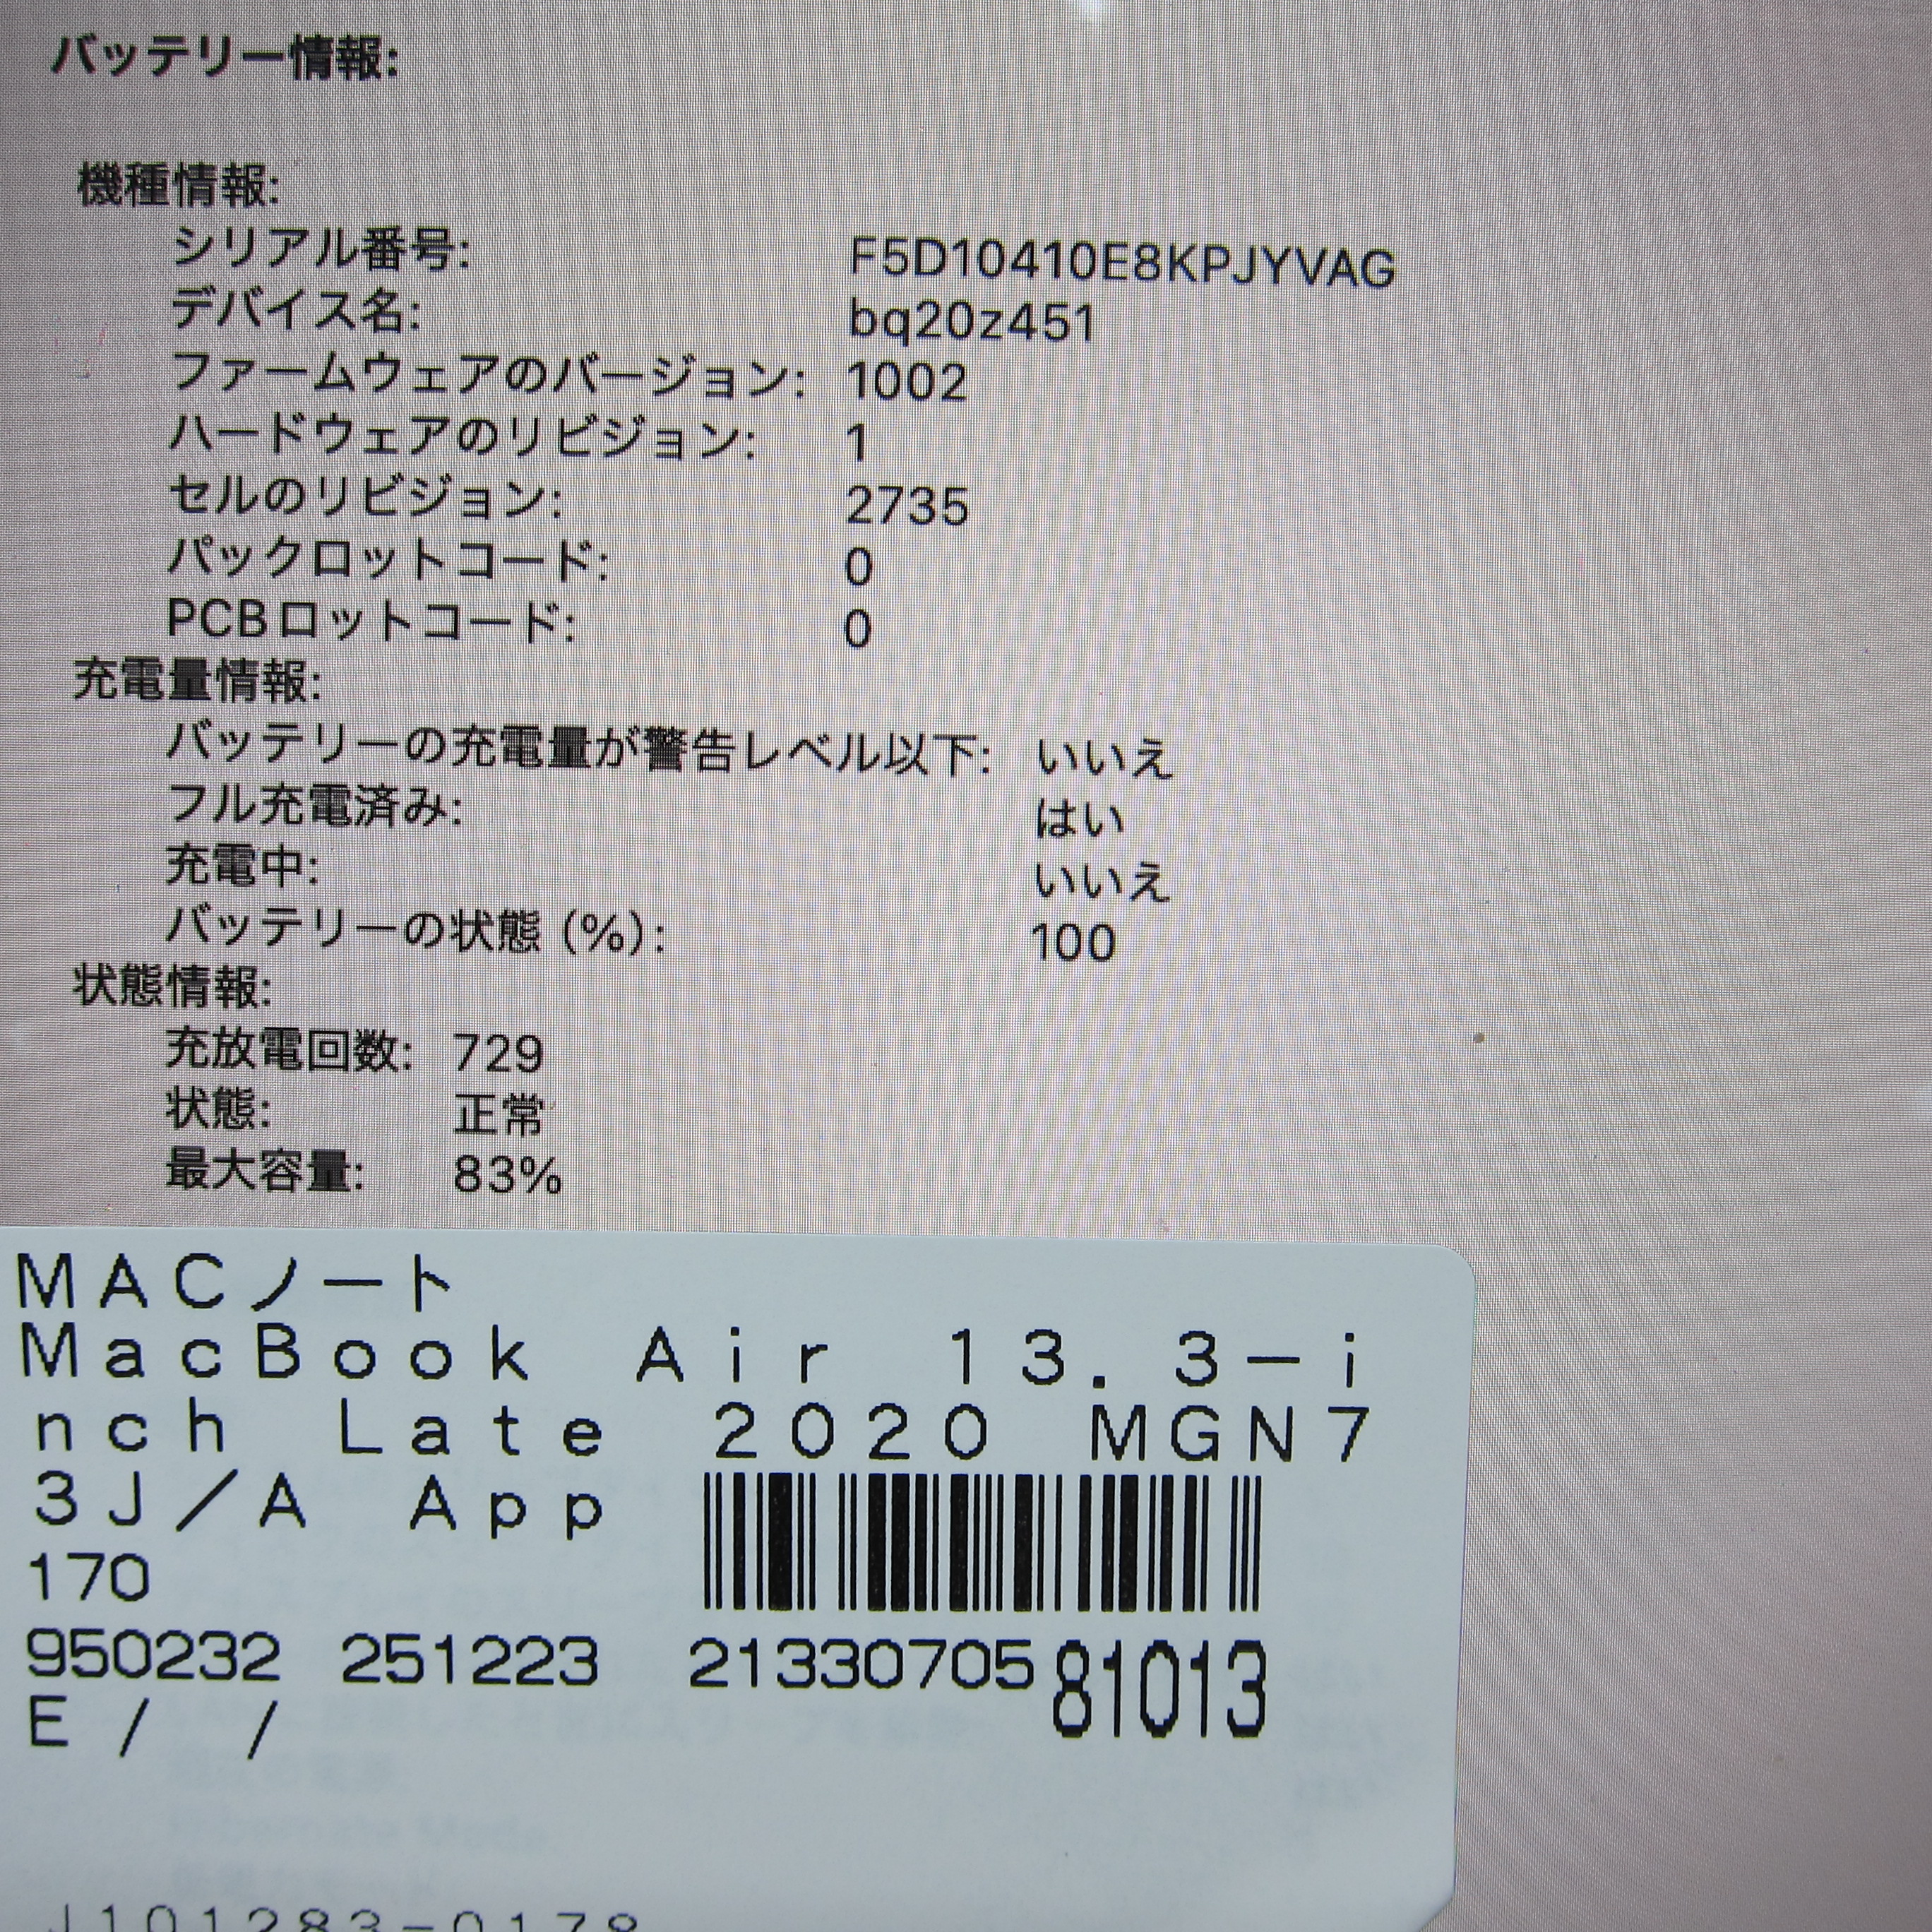 バッテリー情報:
機種情報:
シリアル番号: F5D10410E8KPJYVAG
デバイス名: bq20z451
ファームウェアのバージョン: 1002
ハードウェアのリビジョン: 1
セルのリビジョン: 2735
パックロットコード: 0
PCBロットコード: 0
充電量情報:
バッテリーの充電量が警告レベル以下: いいえ
フル充電済み: はい
充電中: いいえ
バッテリーの状態 (%): 100
状態情報:
充放電回数: 729
状態: 正常
最大容量: 83%
MACノート
MacBook Air 13.3-i
nch Late 2020 MGN7
3J/A App
170
950232 251223 2133070581013
E / /
J101283-0178